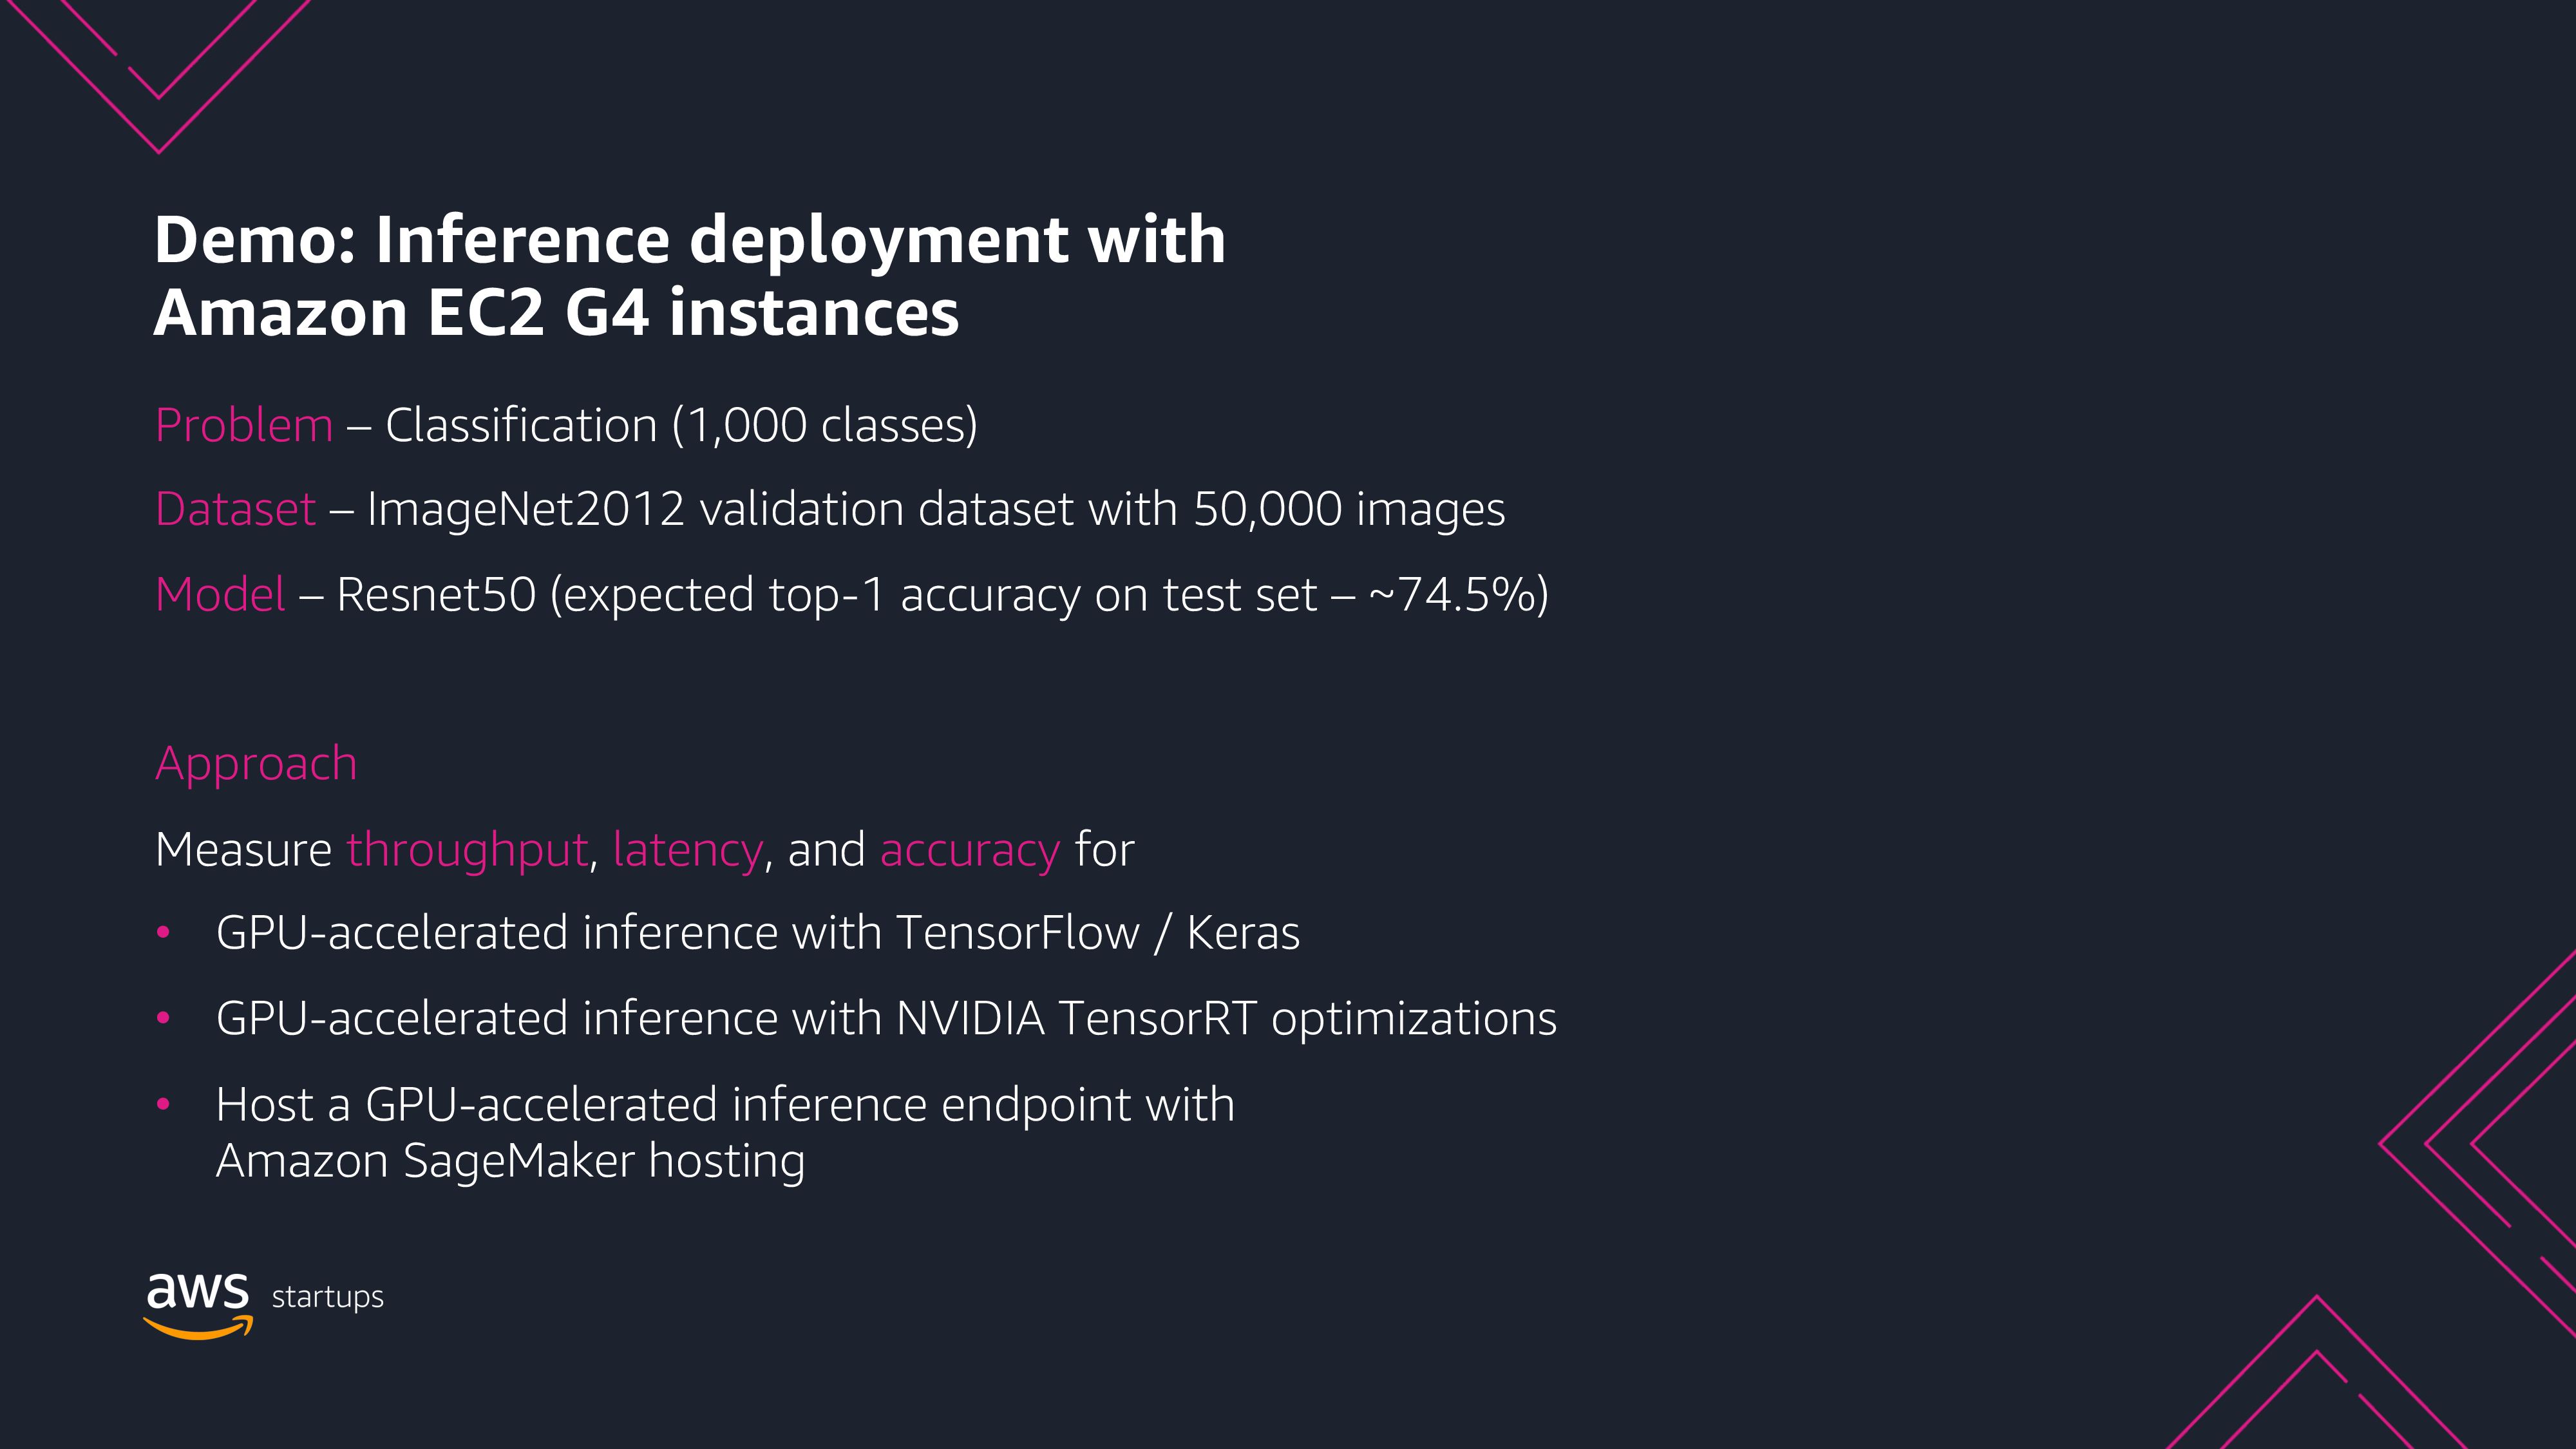 Demo: Inference deployment with
Amazon EC2 G4 instances
Problem – Classification (1,000 classes)
Dataset – ImageNet2012 validation dataset with 50,000 images
Model – Resnet50 (expected top-1 accuracy on test set – ~74.5%)
Approach
Measure throughput, latency, and accuracy for
• GPU-accelerated inference with TensorFlow / Keras
• GPU-accelerated inference with NVIDIA TensorRT optimizations
• Host a GPU-accelerated inference endpoint with
Amazon SageMaker hosting
aws startups